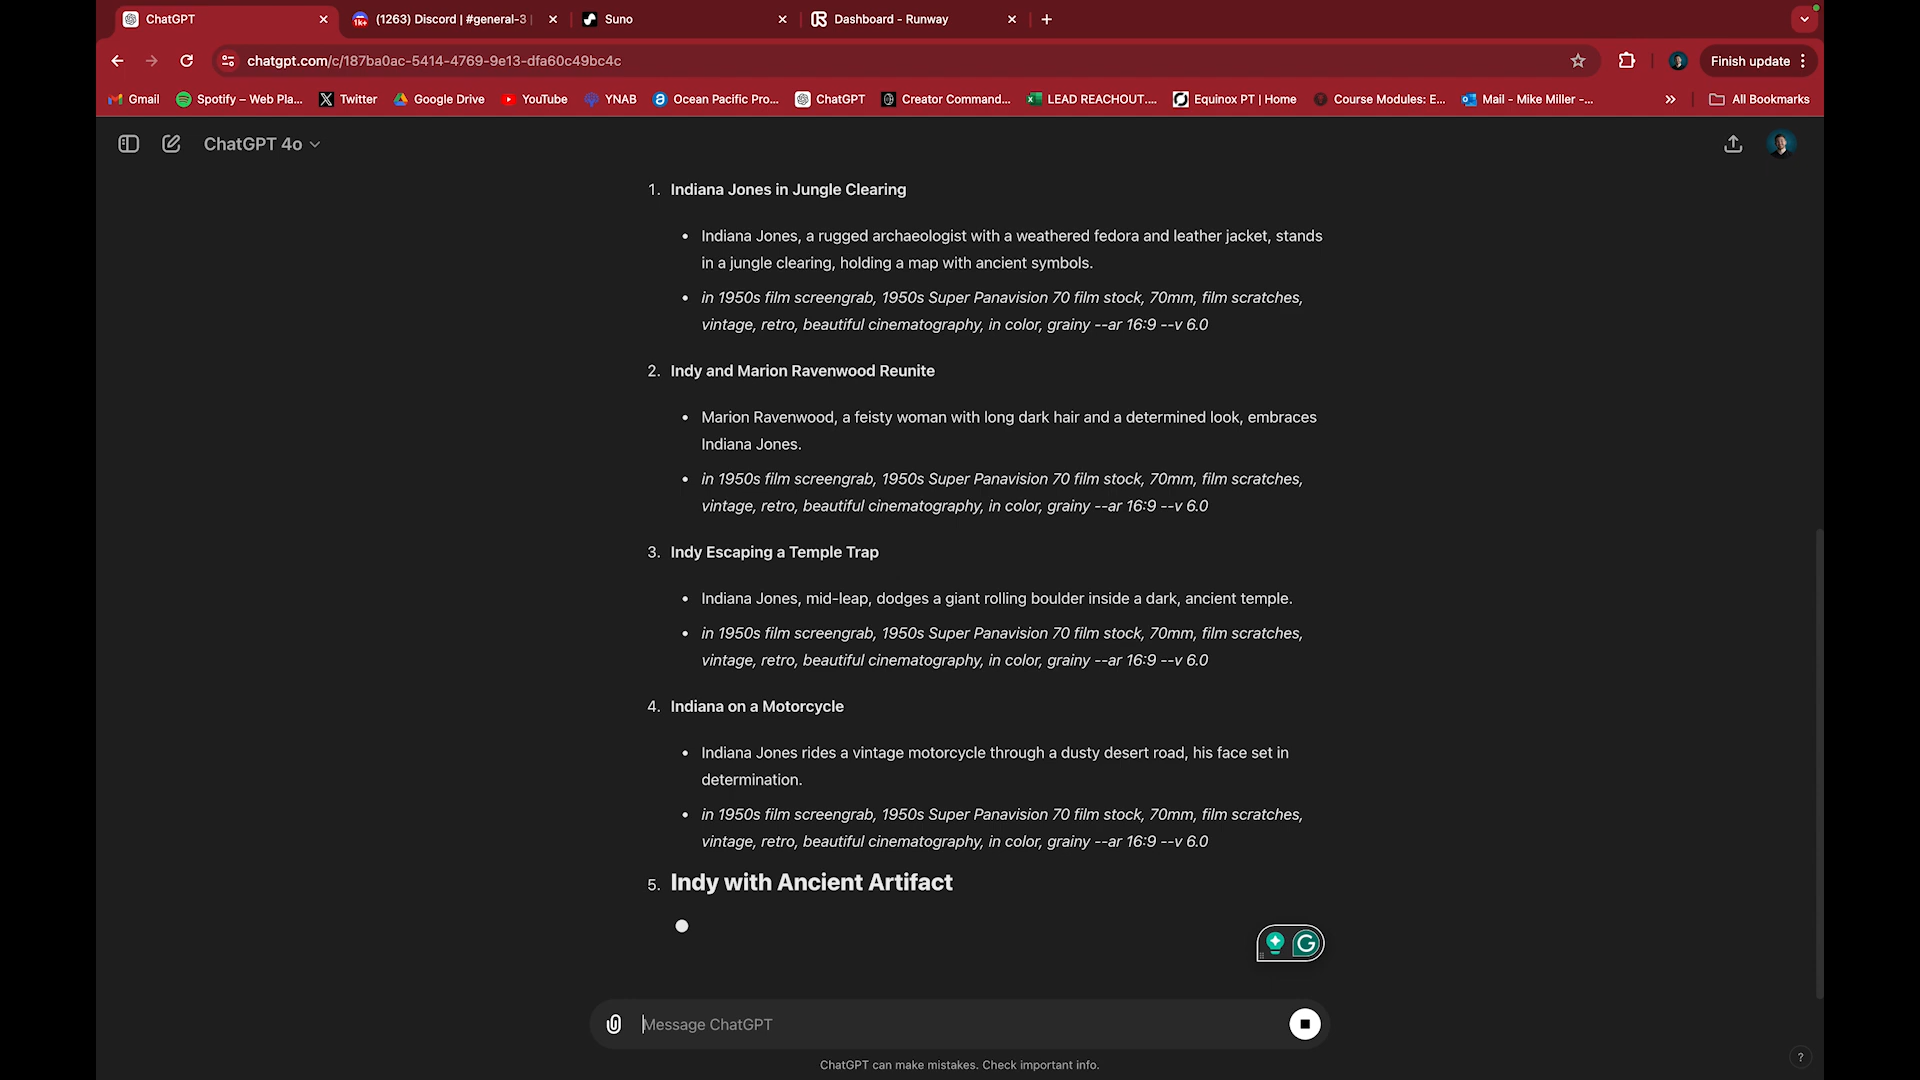 ChatGPT
(1263) Discord | #general-3
Suno
Dashboard - Runway
chatgpt.com/c/187ba0ac-5414-4769-9e13-dfa60c49bc4c
Finish update
Gmail
Spotify – Web Pla...
Twitter
Google Drive
YouTube
YNAB
Ocean Pacific Pro...
ChatGPT
Creator Command...
LEAD REACHOUT....
Equinox PT | Home
Course Modules: E...
Mail - Mike Miller -...
All Bookmarks
ChatGPT 4o
1. Indiana Jones in Jungle Clearing
• Indiana Jones, a rugged archaeologist with a weathered fedora and leather jacket, stands
in a jungle clearing, holding a map with ancient symbols.
• in 1950s film screengrab, 1950s Super Panavision 70 film stock, 70mm, film scratches,
vintage, retro, beautiful cinematography, in color, grainy --ar 16:9 --v 6.0
2. Indy and Marion Ravenwood Reunite
• Marion Ravenwood, a feisty woman with long dark hair and a determined look, embraces
Indiana Jones.
• in 1950s film screengrab, 1950s Super Panavision 70 film stock, 70mm, film scratches,
vintage, retro, beautiful cinematography, in color, grainy --ar 16:9 --v 6.0
3. Indy Escaping a Temple Trap
• Indiana Jones, mid-leap, dodges a giant rolling boulder inside a dark, ancient temple.
• in 1950s film screengrab, 1950s Super Panavision 70 film stock, 70mm, film scratches,
vintage, retro, beautiful cinematography, in color, grainy --ar 16:9 --v 6.0
4. Indiana on a Motorcycle
• Indiana Jones rides a vintage motorcycle through a dusty desert road, his face set in
determination.
• in 1950s film screengrab, 1950s Super Panavision 70 film stock, 70mm, film scratches,
vintage, retro, beautiful cinematography, in color, grainy --ar 16:9 --v 6.0
5. Indy with Ancient Artifact
Message ChatGPT
ChatGPT can make mistakes. Check important info.
?